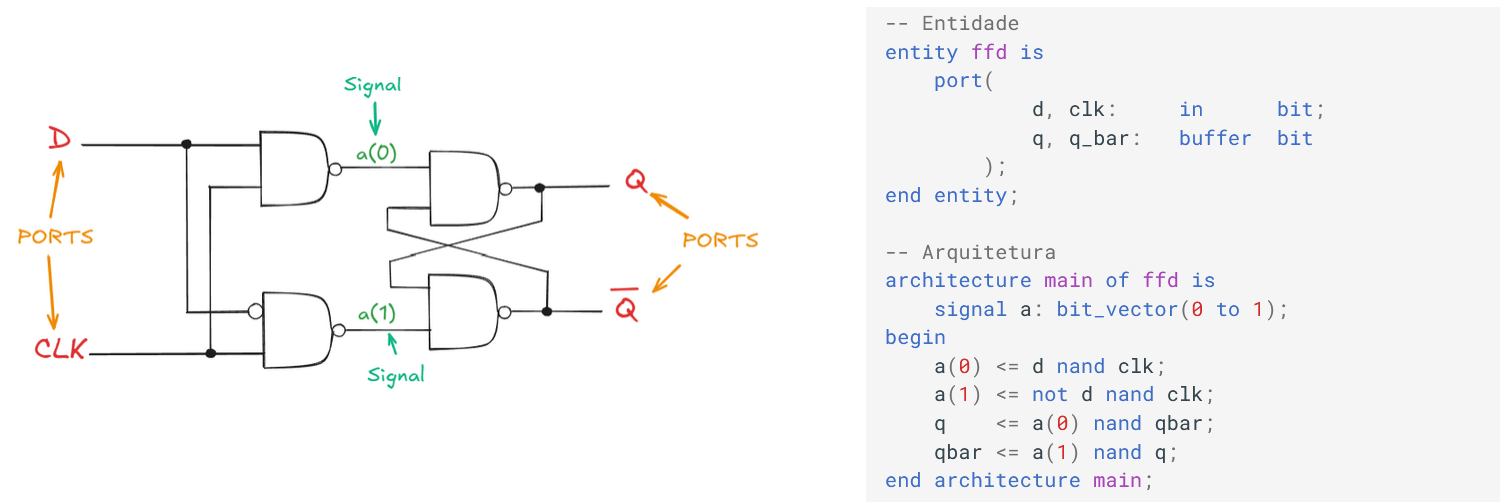 Signal
D
a(0)
Q
PORTS
PORTS
a(1)
Q̅
CLK
Signal
-- Entidade
entity ffd is
port(
d, clk: in bit;
q, q_bar: buffer bit
);
end entity;
-- Arquitetura
architecture main of ffd is
signal a: bit_vector(0 to 1);
begin
a(0) <= d nand clk;
a(1) <= not d nand clk;
q <= a(0) nand qbar;
qbar <= a(1) nand q;
end architecture main;